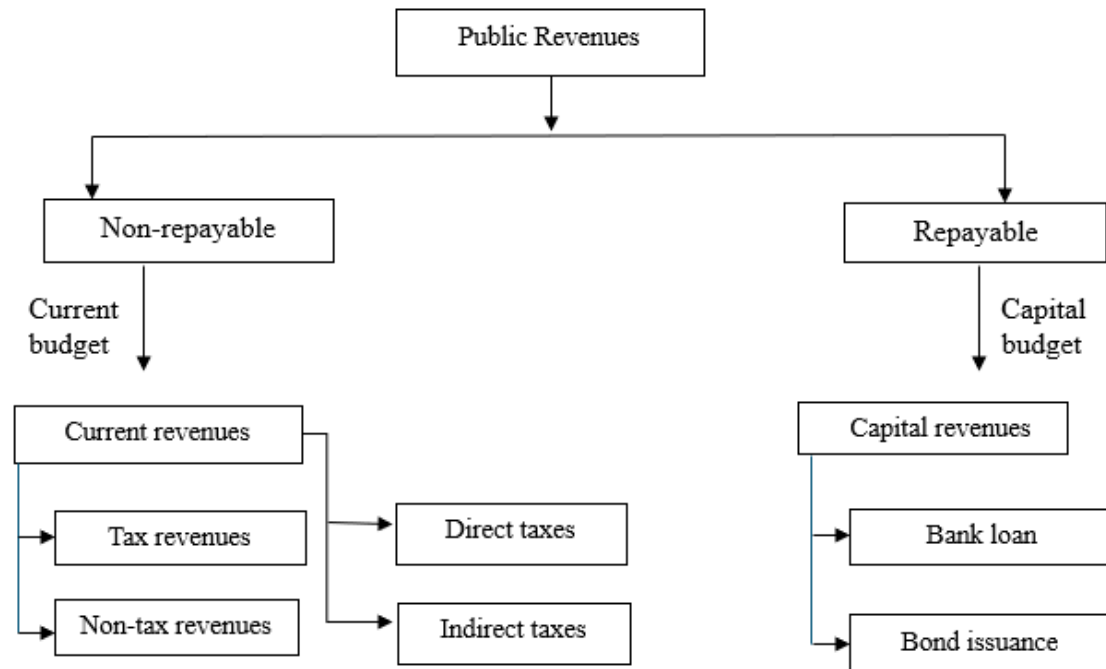 Public Revenues
Non-repayable
Repayable
Current
budget
Capital
budget
Current revenues
Capital revenues
Tax revenues
Direct taxes
Bank loan
Non-tax revenues
Indirect taxes
Bond issuance